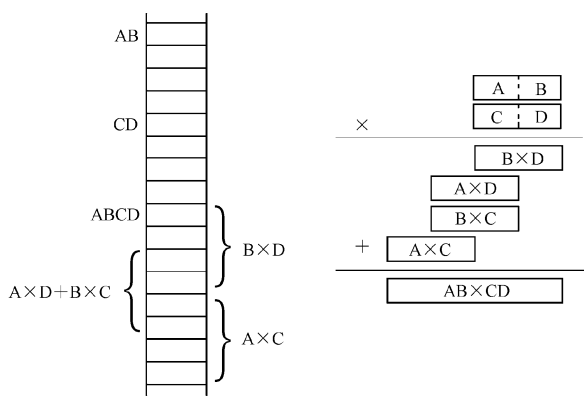 AB
CD
ABCD
B×D
A×D+B×C
A×C
A B
× C D
B×D
A×D
B×C
+ A×C
AB×CD